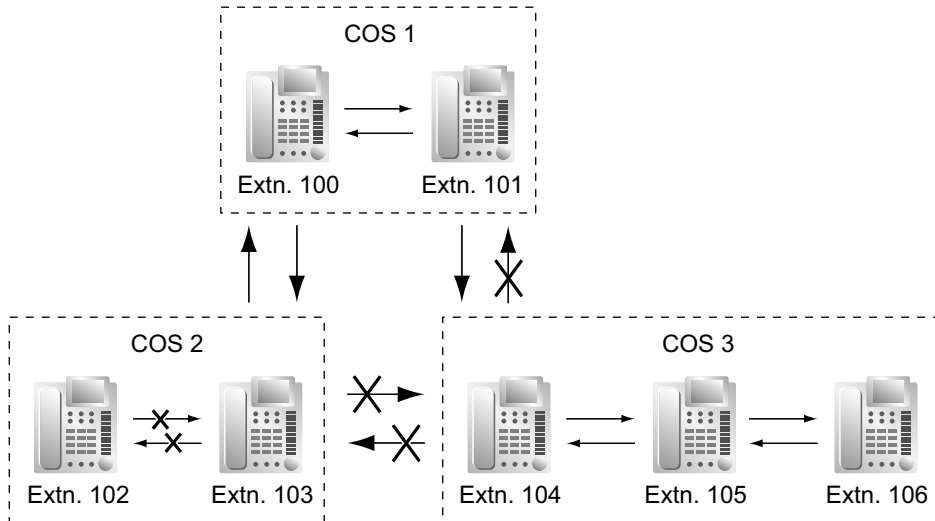 COS 1
Extn. 100 Extn. 101
COS 2
Extn. 102 Extn. 103
COS 3
Extn. 104 Extn. 105 Extn. 106